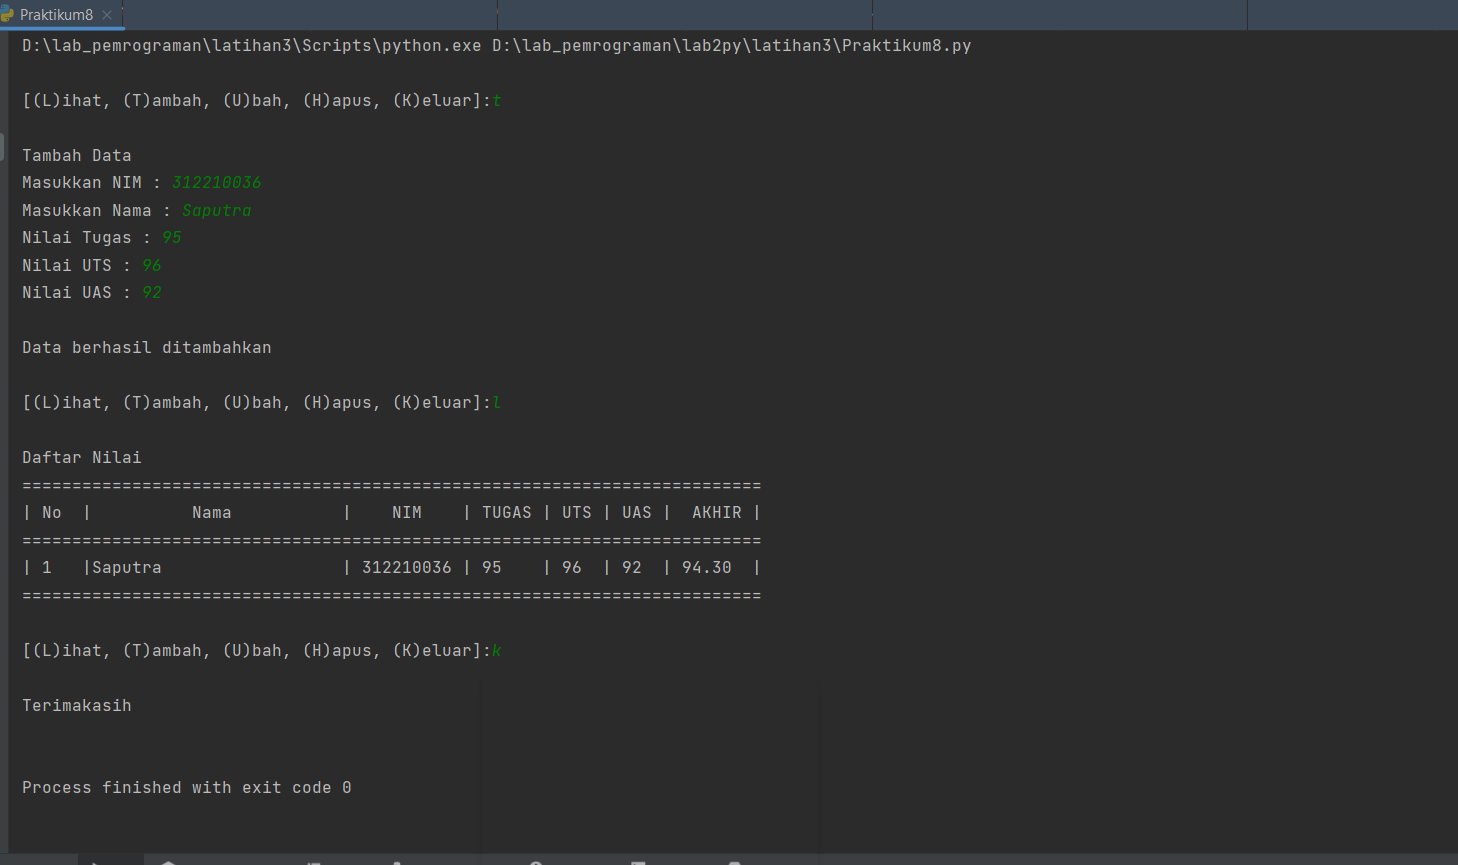 Praktikum8
D:\lab_pemrograman\latihan3\Scripts\python.exe D:\lab_pemrograman\lab2py\latihan3\Praktikum8.py
[(L)ihat, (T)ambah, (U)bah, (H)apus, (K)eluar]:t
Tambah Data
Masukkan NIM : 312210036
Masukkan Nama : Saputra
Nilai Tugas : 95
Nilai UTS : 96
Nilai UAS : 92
Data berhasil ditambahkan
[(L)ihat, (T)ambah, (U)bah, (H)apus, (K)eluar]:l
Daftar Nilai
==========================================================================
| No  |          Nama           |    NIM    | TUGAS | UTS | UAS |  AKHIR |
==========================================================================
| 1   |Saputra                  | 312210036 | 95    | 96  | 92  | 94.30  |
==========================================================================
[(L)ihat, (T)ambah, (U)bah, (H)apus, (K)eluar]:k
Terimakasih
Process finished with exit code 0